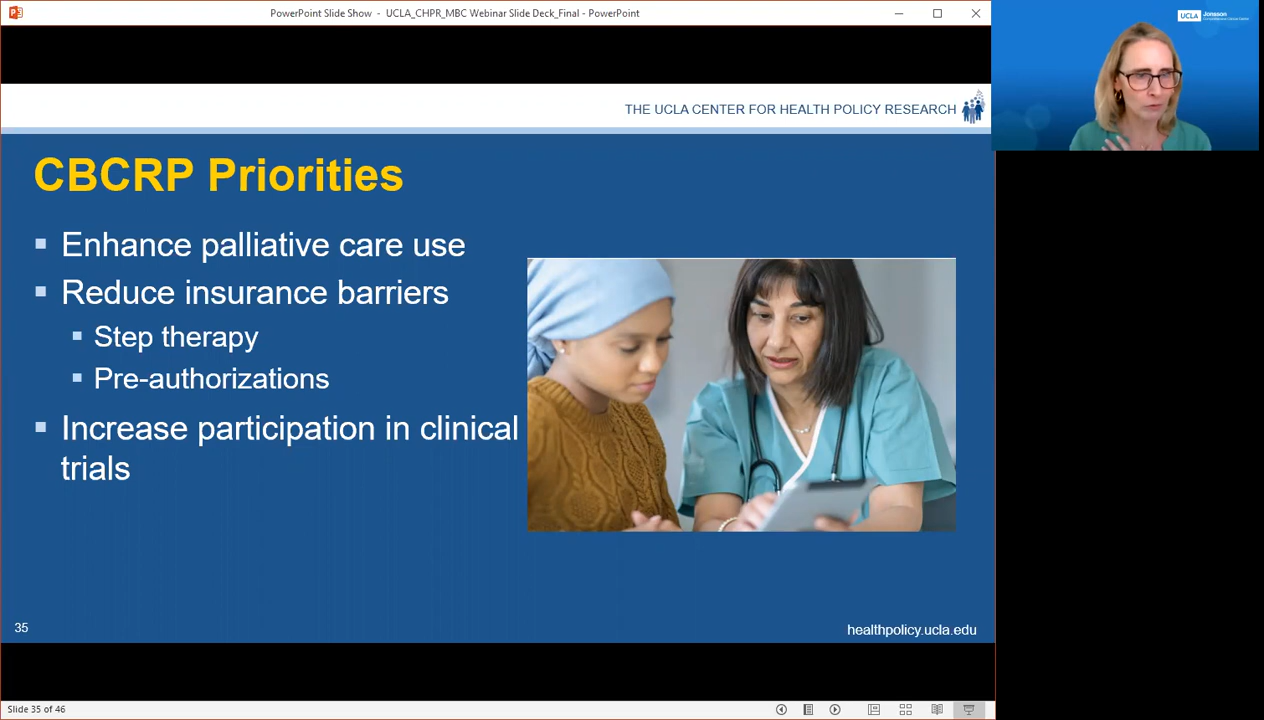 PowerPoint Slide Show - UCLA_CHPR_MBC Webinar Slide Deck_Final - PowerPoint
UCLA Jonsson
THE UCLA CENTER FOR HEALTH POLICY RESEARCH
CBCRP Priorities
Enhance palliative care use
Reduce insurance barriers
Step therapy
Pre-authorizations
Increase participation in clinical
trials
35
healthpolicy.ucla.edu
Slide 35 of 46